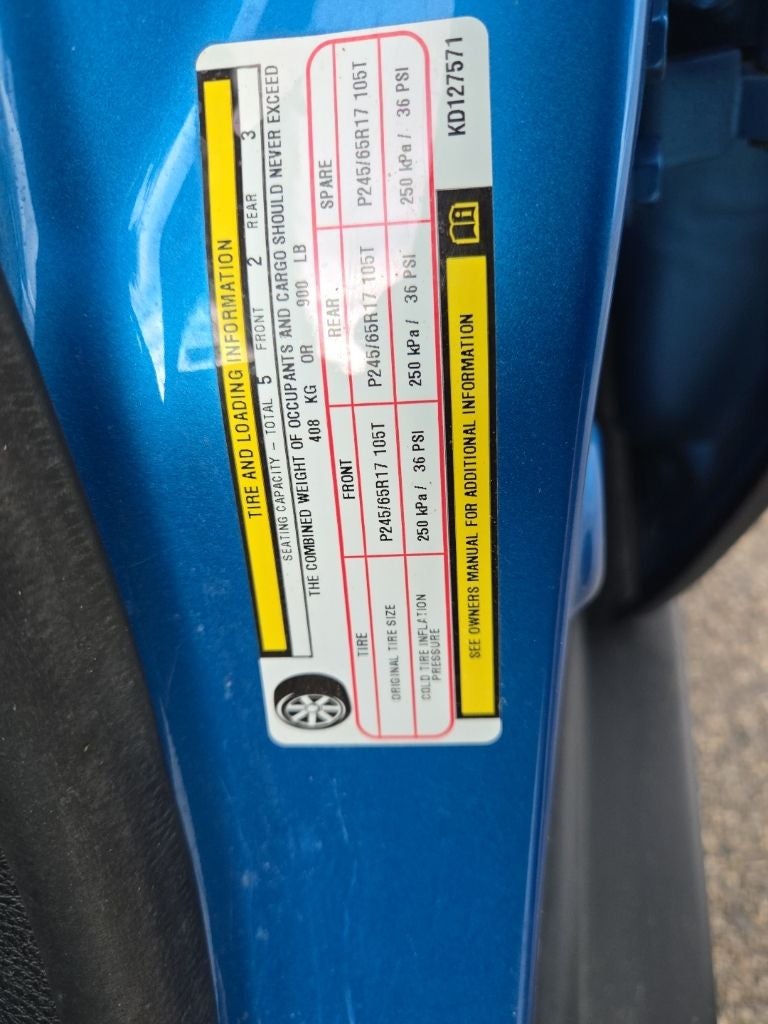 TIRE AND LOADING INFORMATION
SEATING CAPACITY - TOTAL 5 FRONT 2 REAR 3
THE COMBINED WEIGHT OF OCCUPANTS AND CARGO SHOULD NEVER EXCEED
408 KG OR 900 LB
TIRE FRONT REAR SPARE
ORIGINAL TIRE SIZE P245/65R17 105T P245/65R17 105T P245/65R17 105T
COLD TIRE INFLATION PRESSURE 250 kPa / 36 PSI 250 kPa / 36 PSI 250 kPa / 36 PSI
SEE OWNERS MANUAL FOR ADDITIONAL INFORMATION
KD127571